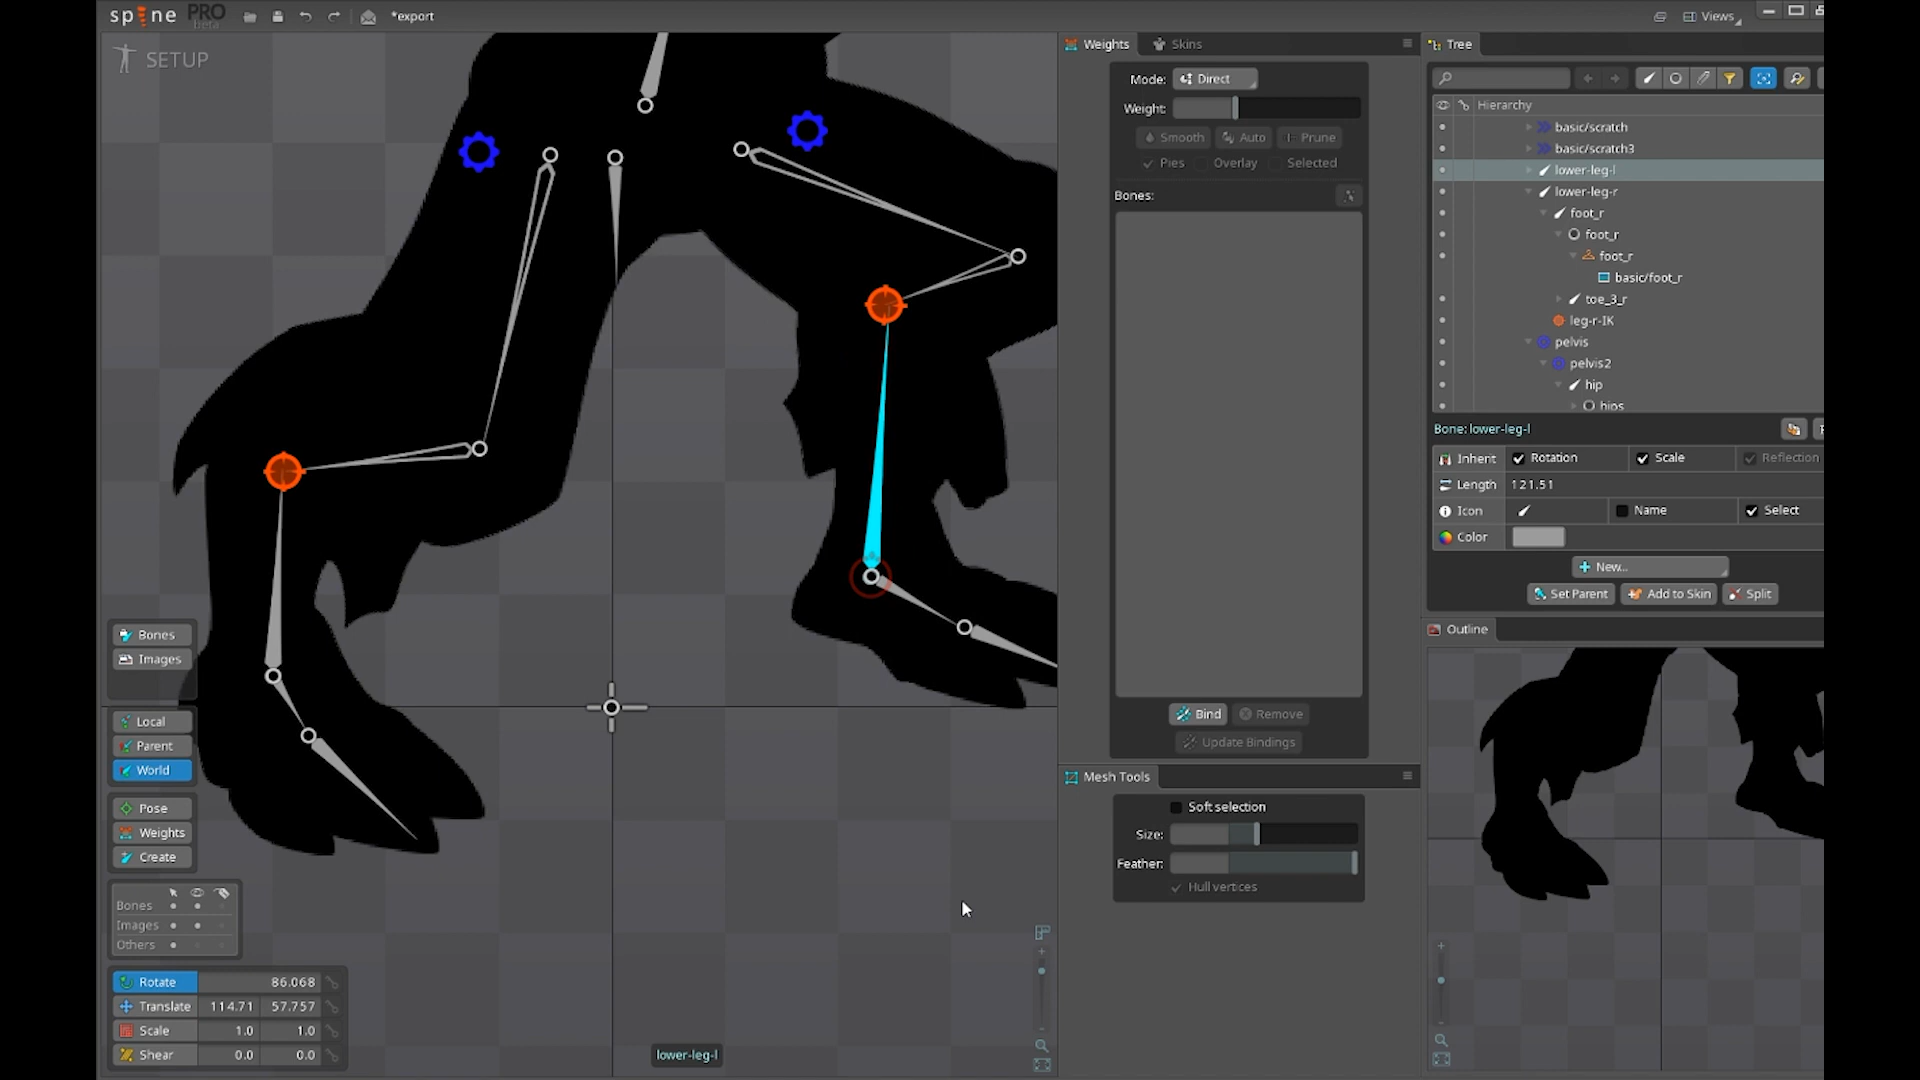 spine PRO Beta
*export
Views
SETUP
Weights
Skins
Tree
Mode: Direct
Weight:
Smooth Auto Prune
Pies Overlay Selected
Bones:
Hierarchy
basic/scratch
basic/scratch3
lower-leg-l
lower-leg-r
foot_r
foot_r
foot_r
basic/foot_r
toe_3_r
leg-r-IK
pelvis
pelvis2
hip
hips
Bone: lower-leg-l
Inherit Rotation Scale Reflection
Length 121.51
Icon Name Select
Color
New...
Set Parent Add to Skin Split
Outline
Bind Remove
Update Bindings
Mesh Tools
Soft selection
Size:
Feather:
Hull vertices
Bones
Images
Local
Parent
World
Pose
Weights
Create
Bones
Images
Others
Rotate 86.068
Translate 114.71 57.757
Scale 1.0 1.0
Shear 0.0 0.0
lower-leg-l